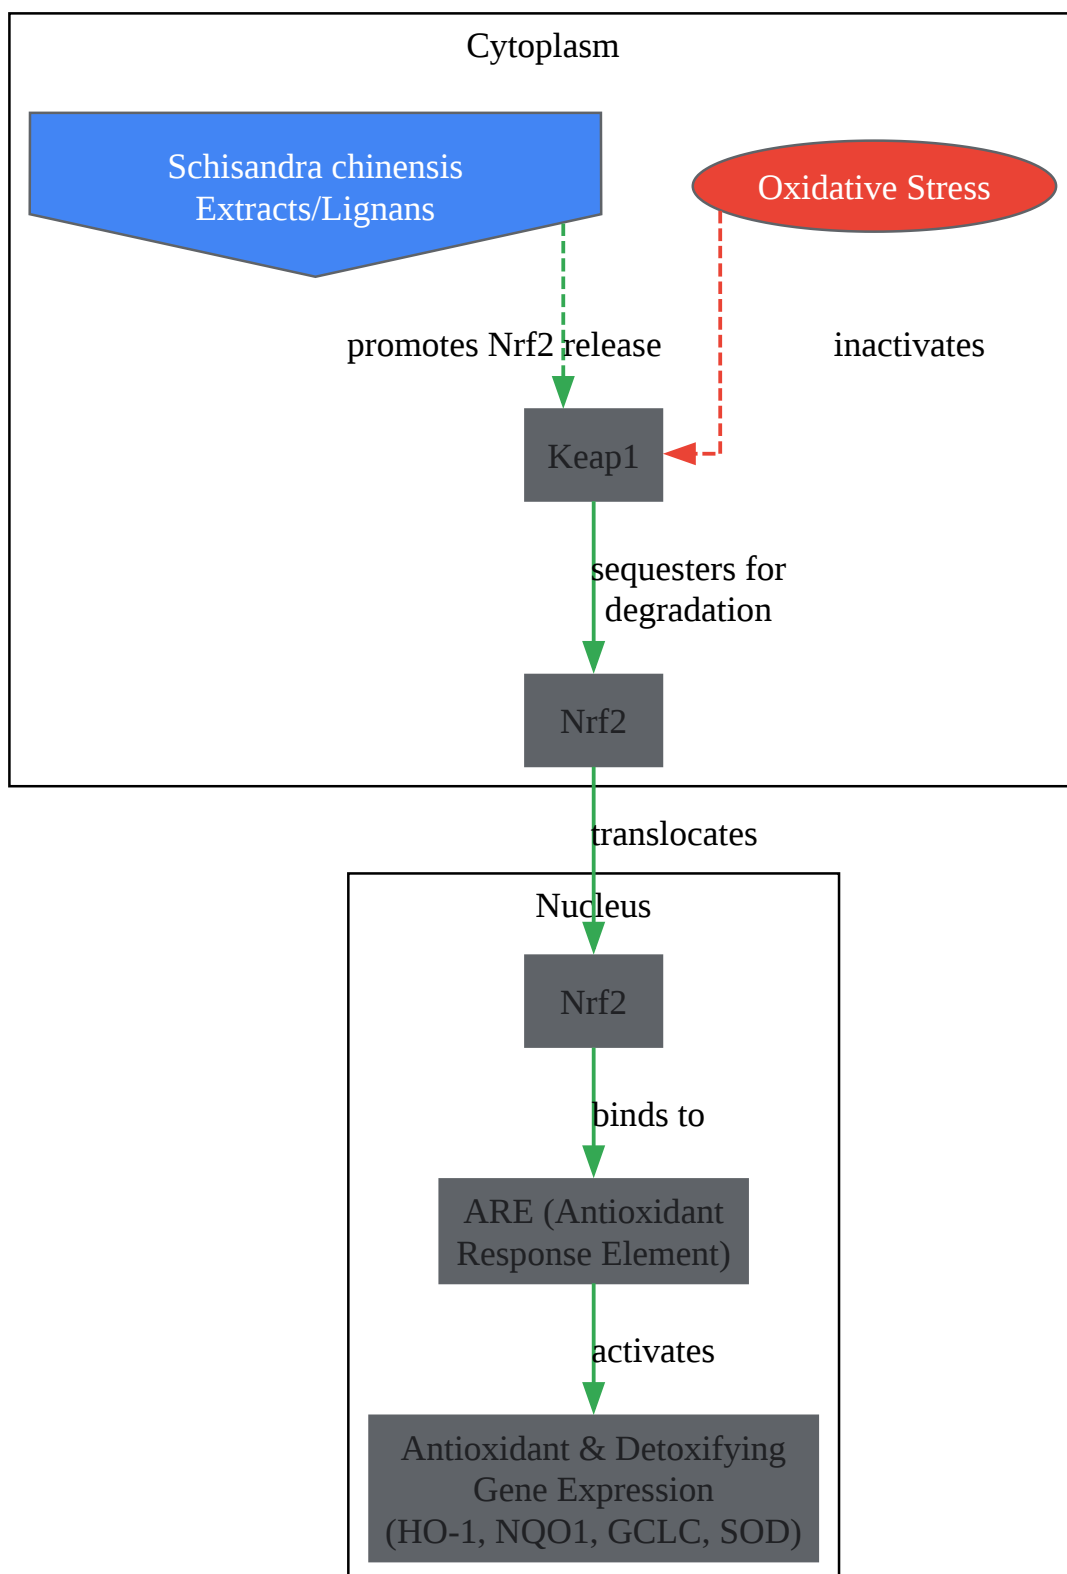 Cytoplasm
Schisandra chinensis
Extracts/Lignans
Oxidative Stress
promotes Nrf2 release
inactivates
Keap1
sequesters for
degradation
Nrf2
translocates
Nucleus
Nrf2
binds to
ARE (Antioxidant
Response Element)
activates
Antioxidant & Detoxifying
Gene Expression
(HO-1, NQO1, GCLC, SOD)